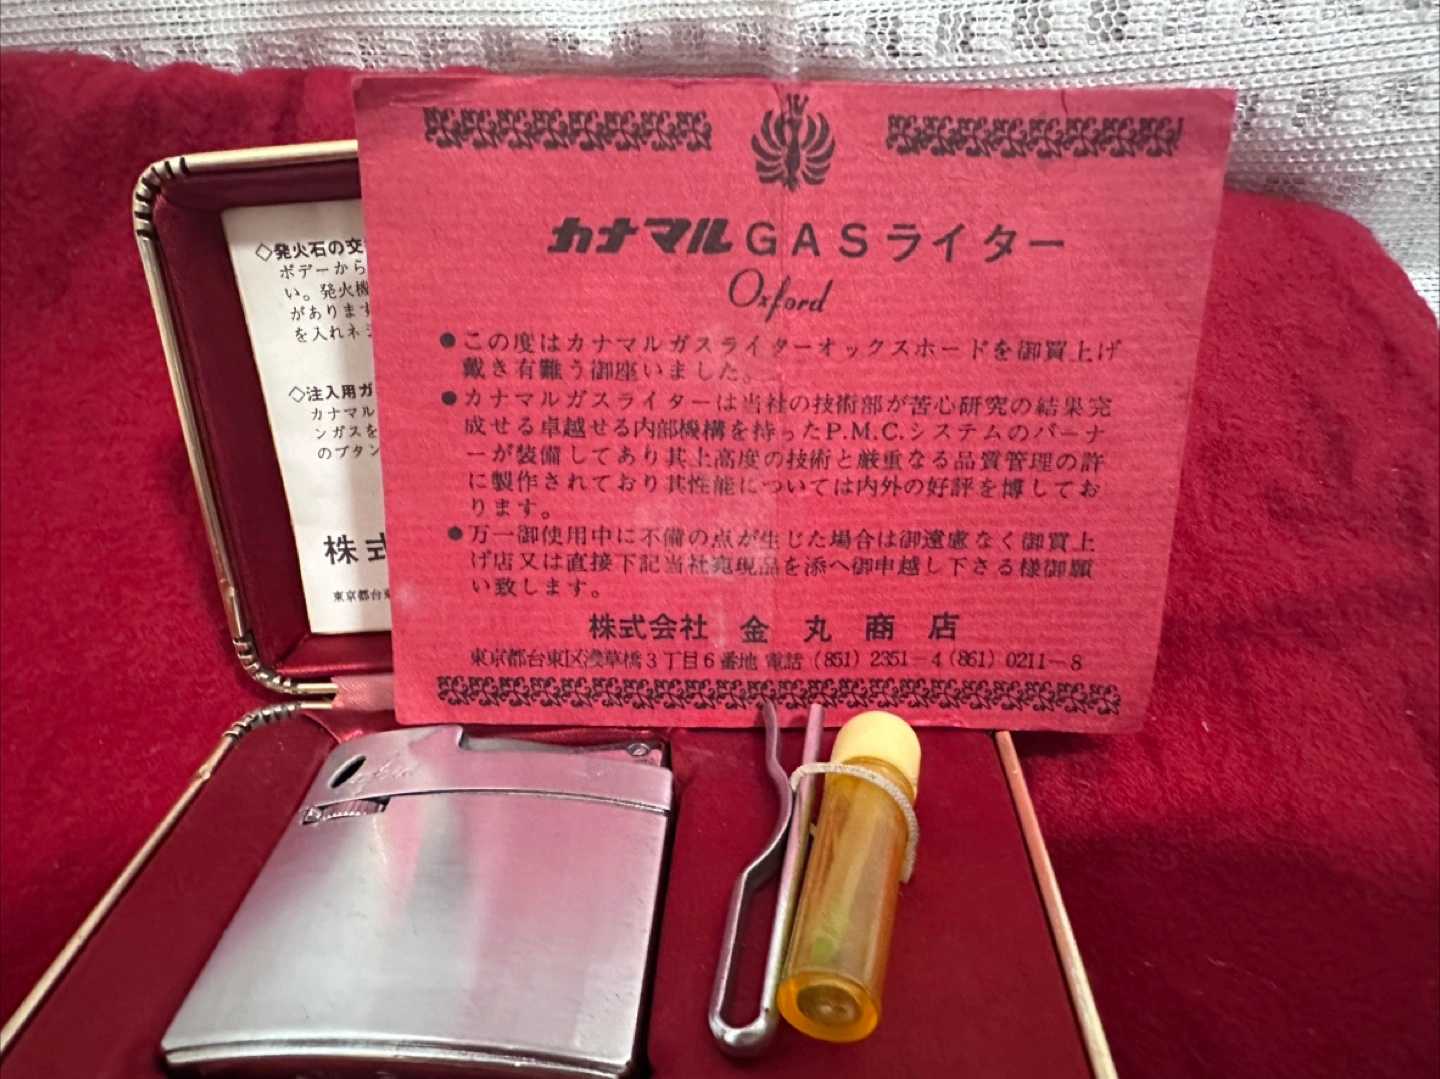 カナマルGASライター
Oxford
●この度はカナマルガスライターオックスホードを御買上げ
戴き有難う御座いました。
●カナマルガスライターは当社の技術部が苦心研究の結果完
成せる卓越せる内部機構を持ったP.M.C.システムのバーナ
ーが装備してあり其上高度の技術と厳重なる品質管理の許
に製作されており其性能については内外の好評を博してお
ります。
●万一御使用中に不備の点が生じた場合は御遠慮なく御買上
げ店又は直接下記当社宛現品を添へ御申越し下さる様御願
い致します。
株式会社 金丸商店
東京都台東区浅草橋3丁目6番地 電話(851)2351-4(861)0211-8
◇発火石の交
ボデーから
い。発火機
があります
を入れネジ
◇注入用ガ
カナマル
ンガスを
のブタン
株式
東京都台東